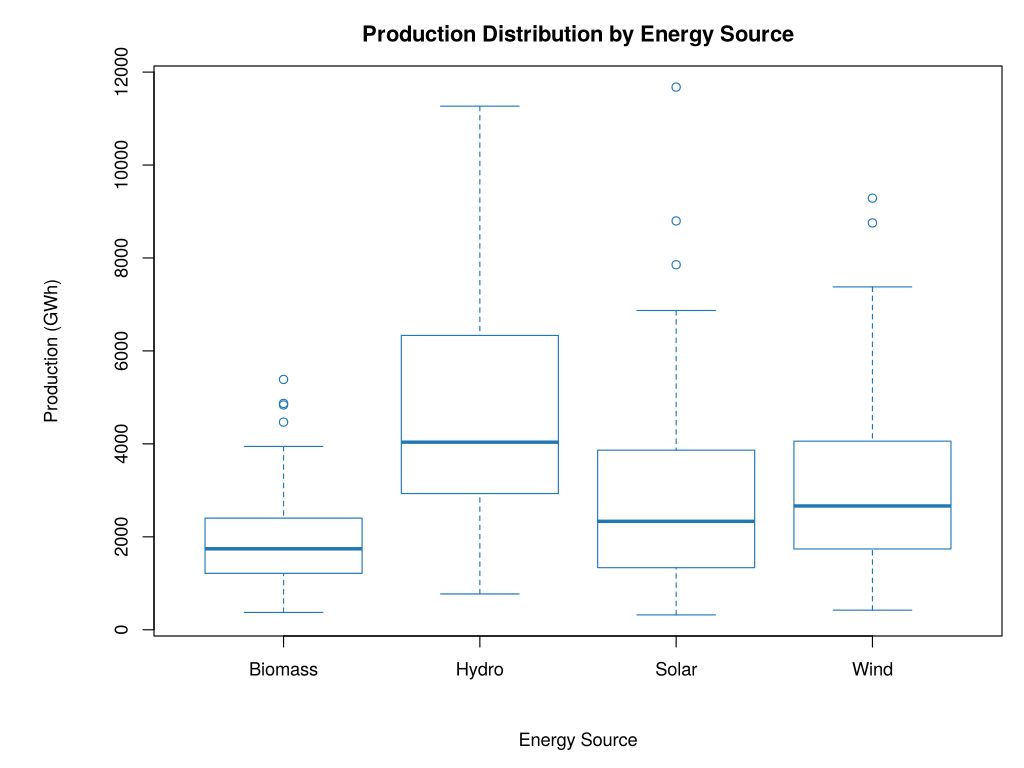 Production Distribution by Energy Source
Production (GWh)
12000
10000
8000
6000
4000
2000
0
Biomass Hydro Solar Wind
Energy Source